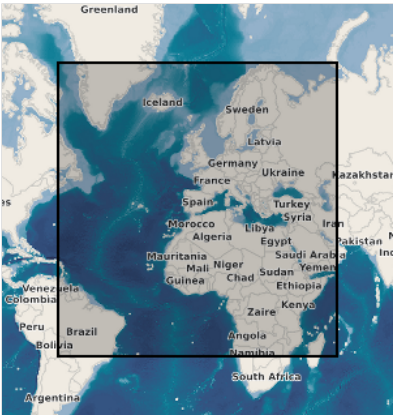 Greenland
Iceland
Sweden
Latvia
Germany
Ukraine
France
Kazakhstan
Spain
Turkey
Syria
Morocco
Libya
Iran
Algeria
Egypt
Pakistan
Mauritania
Saudi Arabia
Mali
Niger
Yemen
Guinea
Chad
Sudan
Venezuela
Ethiopia
Colombia
Kenya
Zaire
Peru
Brazil
Bolivia
Angola
Namibia
South Africa
Argentina